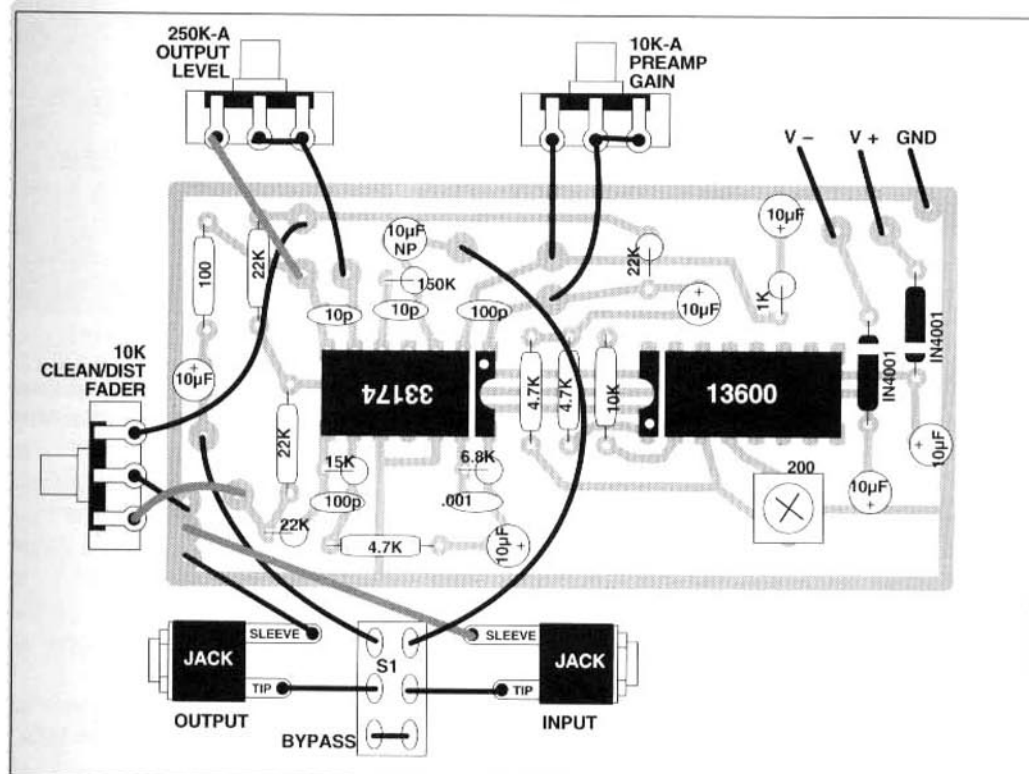 250K-A
OUTPUT
LEVEL
10K-A
PREAMP
GAIN
V –
V +
GND
100
22K
10µF
NP
150K
10p
10p
100p
22K
10µF
+
1K
10µF
+
IN4001
IN4001
10K
CLEAN/DIST
FADER
+
10µF
33174
4.7K
4.7K
10K
13600
22K
15K
100p
6.8K
.001
22K
4.7K
10µF
+
200
10µF
+
+
10µF
SLEEVE
JACK
TIP
OUTPUT
S1
BYPASS
SLEEVE
JACK
TIP
INPUT